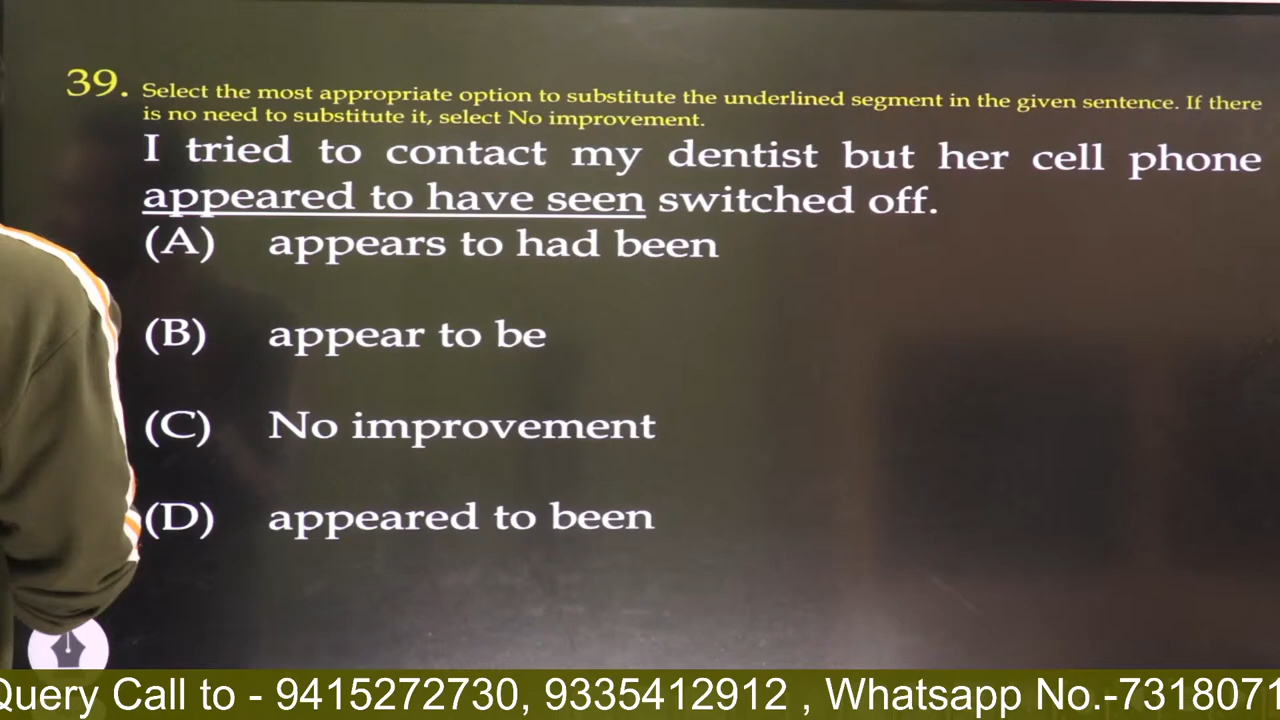 39. Select the most appropriate option to substitute the underlined segment in the given sentence. If there
is no need to substitute it, select No improvement.
I tried to contact my dentist but her cell phone
appeared to have seen switched off.
(A) appears to had been
(B) appear to be
(C) No improvement
(D) appeared to been
Query Call to - 9415272730, 9335412912 , Whatsapp No.-7318071